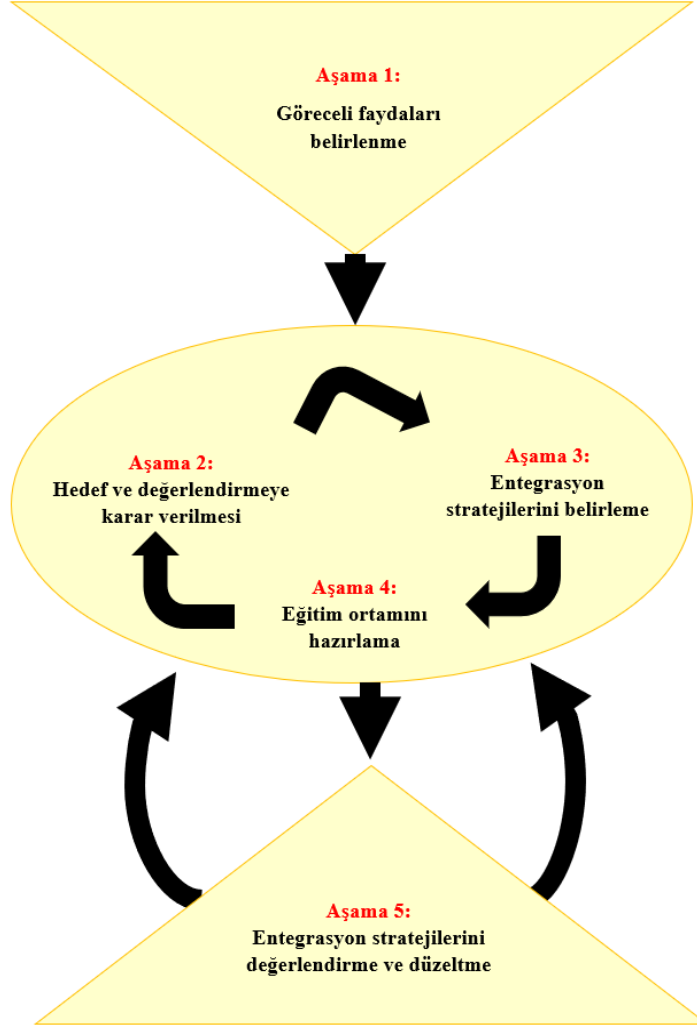 Aşama 1:
Göreceli faydaları
belirlenme
Aşama 2:
Hedef ve değerlendirmeye
karar verilmesi
Aşama 3:
Entegrasyon
stratejilerini belirleme
Aşama 4:
Eğitim ortamını
hazırlama
Aşama 5:
Entegrasyon stratejilerini
değerlendirme ve düzeltme